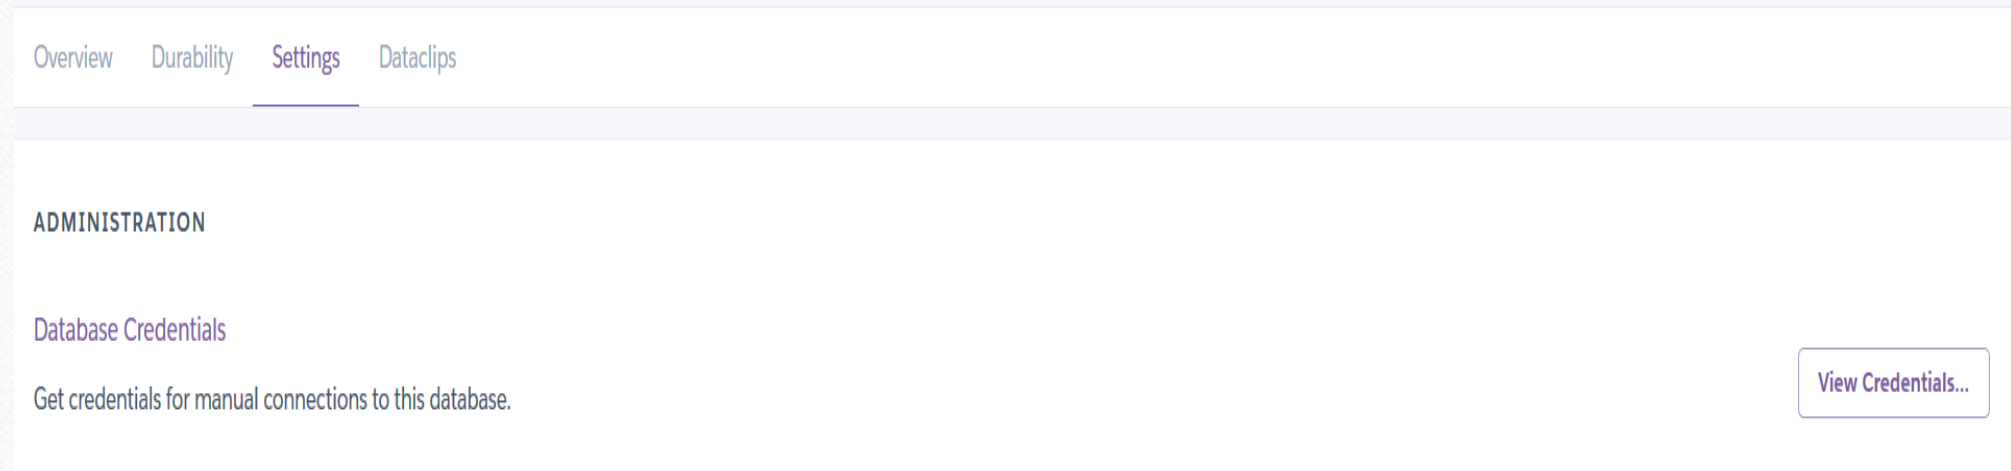 Overview Durability Settings Dataclips
ADMINISTRATION
Database Credentials
Get credentials for manual connections to this database.
View Credentials...